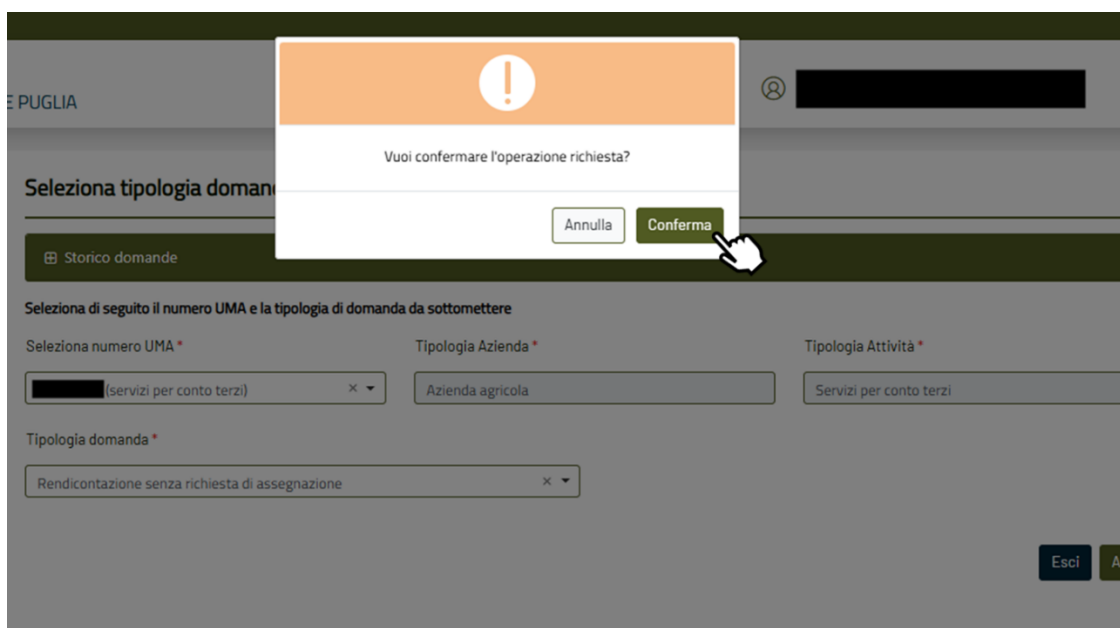 E PUGLIA
Vuoi confermare l'operazione richiesta?
Annulla
Conferma
Seleziona tipologia
Storico domande
Seleziona di seguito il numero UMA e la tipologia di domanda da sottomettere
Seleziona numero UMA *
Tipologia Azienda *
Tipologia Attività *
(servizi per conto terzi)
Azienda agricola
Servizi per conto terzi
Tipologia domanda *
Rendicontazione senza richiesta di assegnazione
Esci